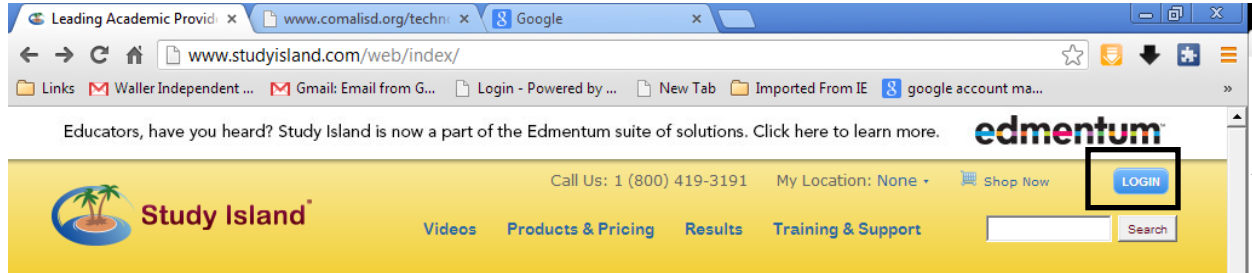 Leading Academic Provid
www.comalisd.org/techn
Google
www.studyisland.com/web/index/
Links
Waller Independent ...
Gmail: Email from G...
Login - Powered by ...
New Tab
Imported From IE
google account ma...
»
Educators, have you heard? Study Island is now a part of the Edmentum suite of solutions. Click here to learn more.
edmentum
Call Us: 1 (800) 419-3191
My Location: None
Shop Now
LOGIN
Study Island
Videos
Products & Pricing
Results
Training & Support
Search